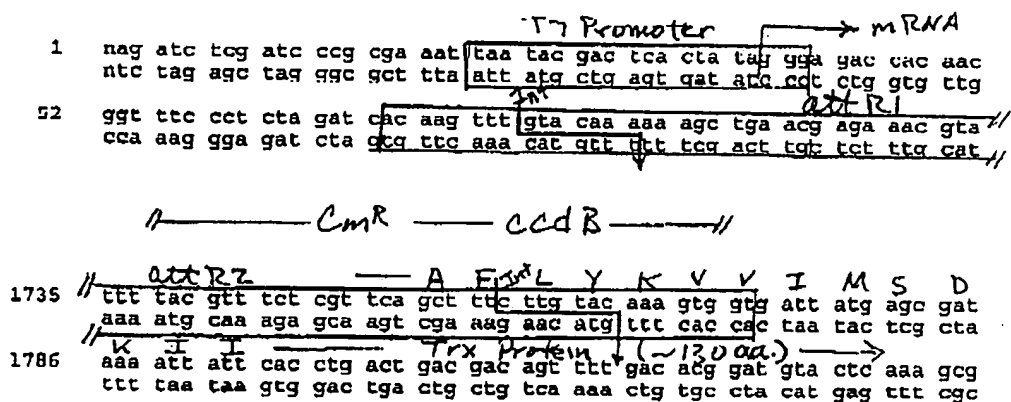 T7 Promoter mRNA
1 nag atc tcg atc ccg cga aat taa tac gac tca cta tag gga gac cac aac
ntc tag agc tag ggc gct tta att atg ctg agt gat atc cct ctg gtg ttg
Int attR1
52 ggt ttc cct cta gat cac aag ttt gta caa aaa agc tga acg aga aac gta
cca aag gga gat cta gtg ttc aaa cat gtt ttt tcg act tgc tct ttg cat
CmR ccdB
attR2 A F Int L Y K V V I M S D
1735 ttt tac gtt tct cgt tca gct ttc ttg tac aaa gtg gtg att atg agc gat
aaa atg caa aga gca agt cga aag aac atg ttt cac cac taa tac tcg cta
K I I Trx Protein (~130 aa.)
1786 aaa att att cac ctg act gac gac agt ttt gac acg gat gta ctc aaa gcg
ttt taa taa gtg gac tga ctg ctg tca aaa ctg tgc cta cat gag ttt cgc